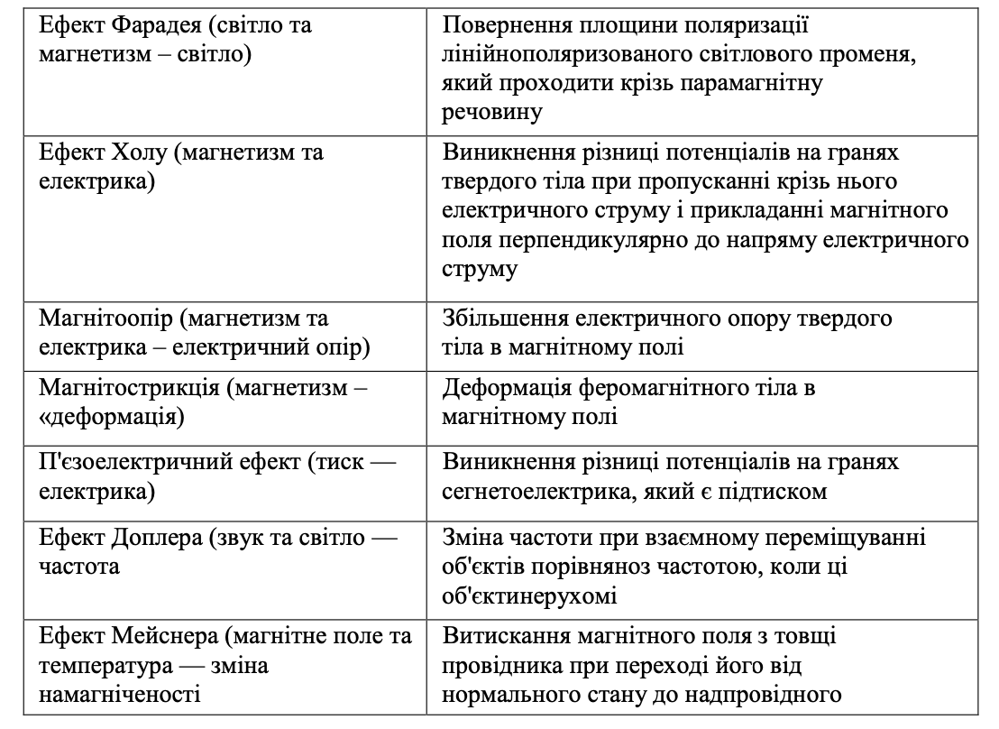 Ефект Фарадея (світло та
магнетизм – світло)
Повернення площини поляризації
лінійнополяризованого світлового променя,
який проходити крізь парамагнітну
речовину
Ефект Холу (магнетизм та
електрика)
Виникнення різниці потенціалів на гранях
твердого тіла при пропусканні крізь нього
електричного струму і прикладанні магнітного
поля перпендикулярно до напряму електричного
струму
Магнітоопір (магнетизм та
електрика – електричний опір)
Збільшення електричного опору твердого
тіла в магнітному полі
Магнітострикція (магнетизм –
«деформація)
Деформація феромагнітного тіла в
магнітному полі
П'єзоелектричний ефект (тиск —
електрика)
Виникнення різниці потенціалів на гранях
сегнетоелектрика, який є підтиском
Ефект Доплера (звук та світло —
частота
Зміна частоти при взаємному переміщуванні
об'єктів порівняноз частотою, коли ці
об'єктинерухомі
Ефект Мейснера (магнітне поле та
температура — зміна
намагніченості
Витискання магнітного поля з товщі
провідника при переході його від
нормального стану до надпровідного